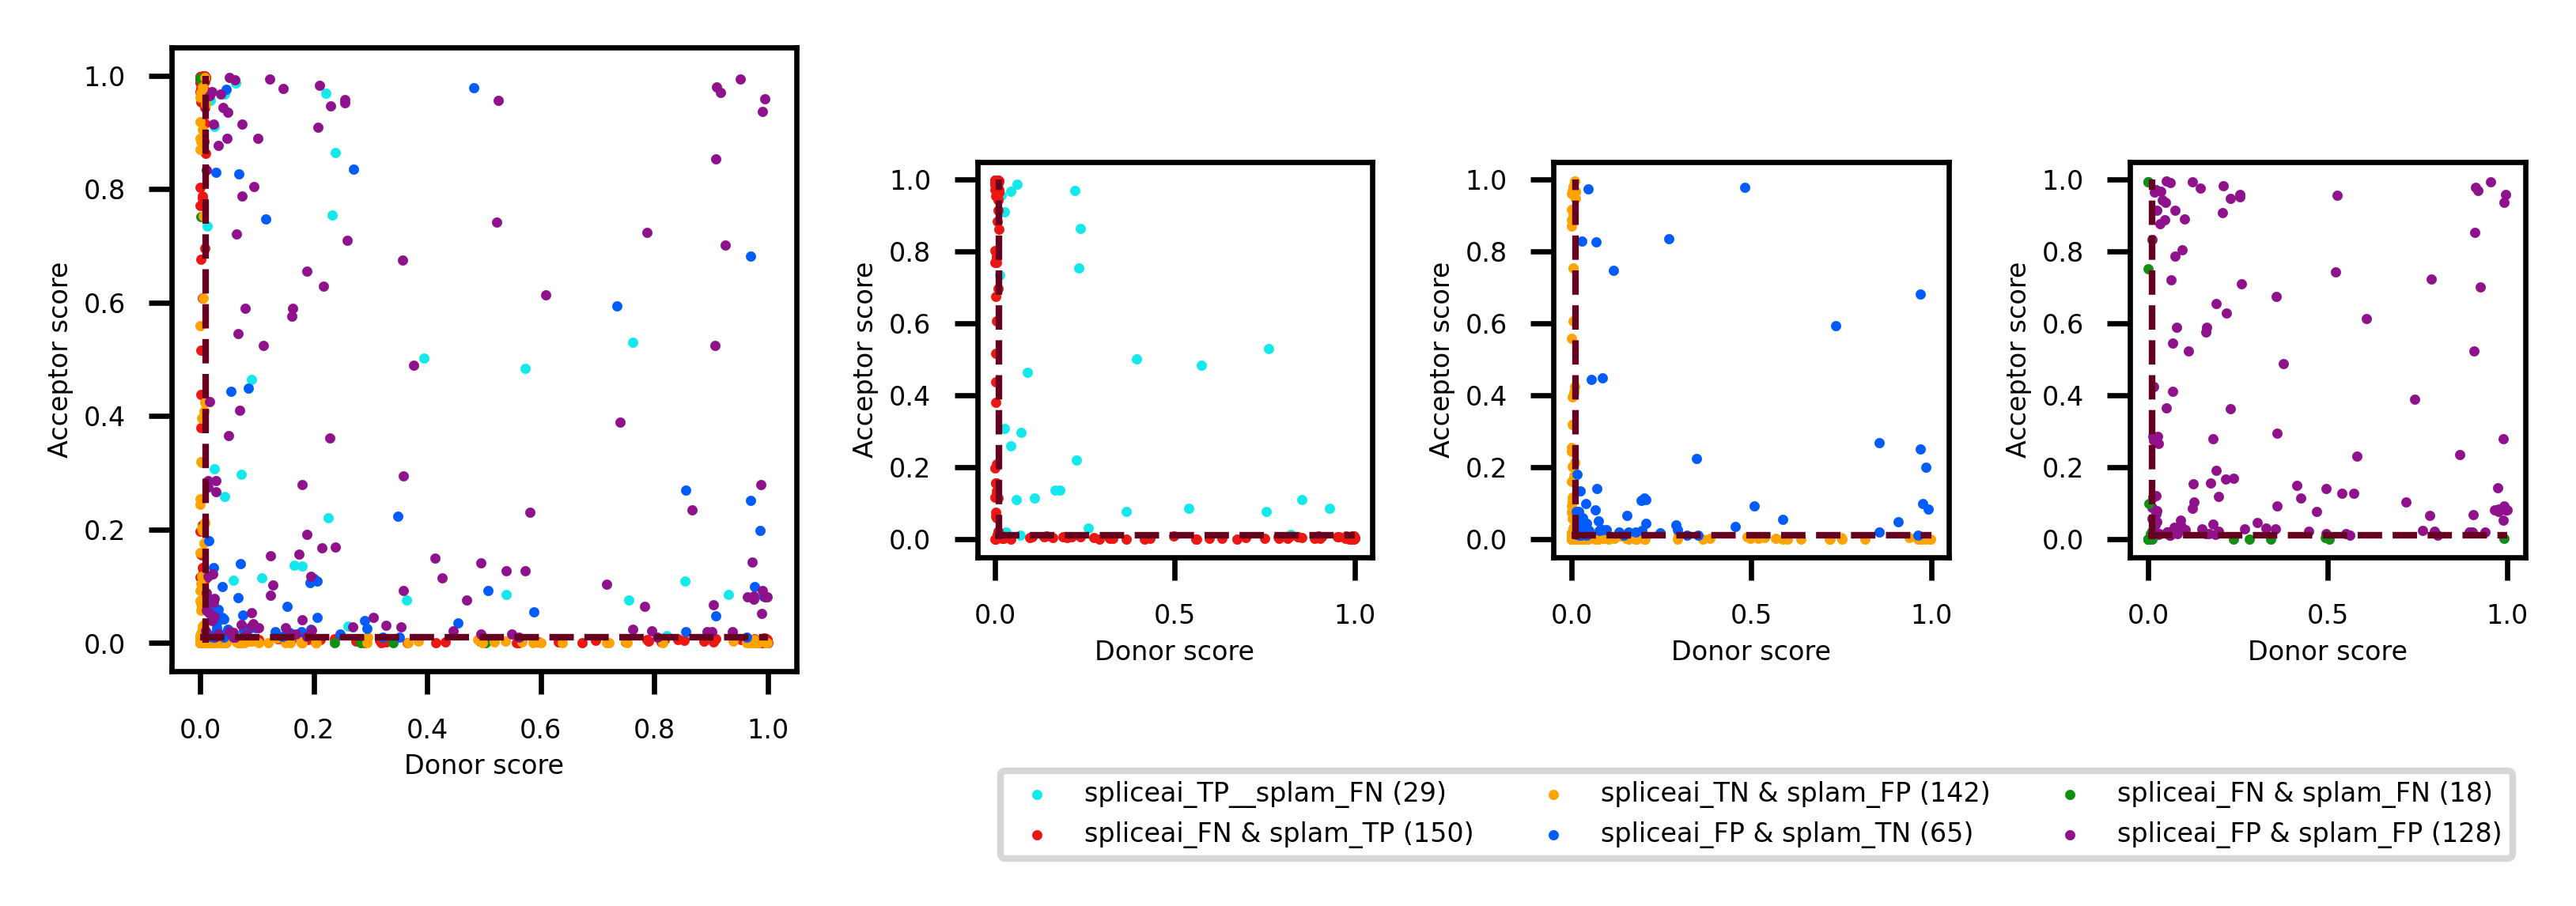 1.0
0.8
0.6
0.4
0.2
0.0
Acceptor score
0.0 0.2 0.4 0.6 0.8 1.0
Donor score
1.0
0.8
0.6
0.4
0.2
0.0
Acceptor score
0.0 0.5 1.0
Donor score
1.0
0.8
0.6
0.4
0.2
0.0
Acceptor score
0.0 0.5 1.0
Donor score
1.0
0.8
0.6
0.4
0.2
0.0
Acceptor score
0.0 0.5 1.0
Donor score
spliceai_TP__splam_FN (29)
spliceai_FN & splam_TP (150)
spliceai_TN & splam_FP (142)
spliceai_FP & splam_TN (65)
spliceai_FN & splam_FN (18)
spliceai_FP & splam_FP (128)